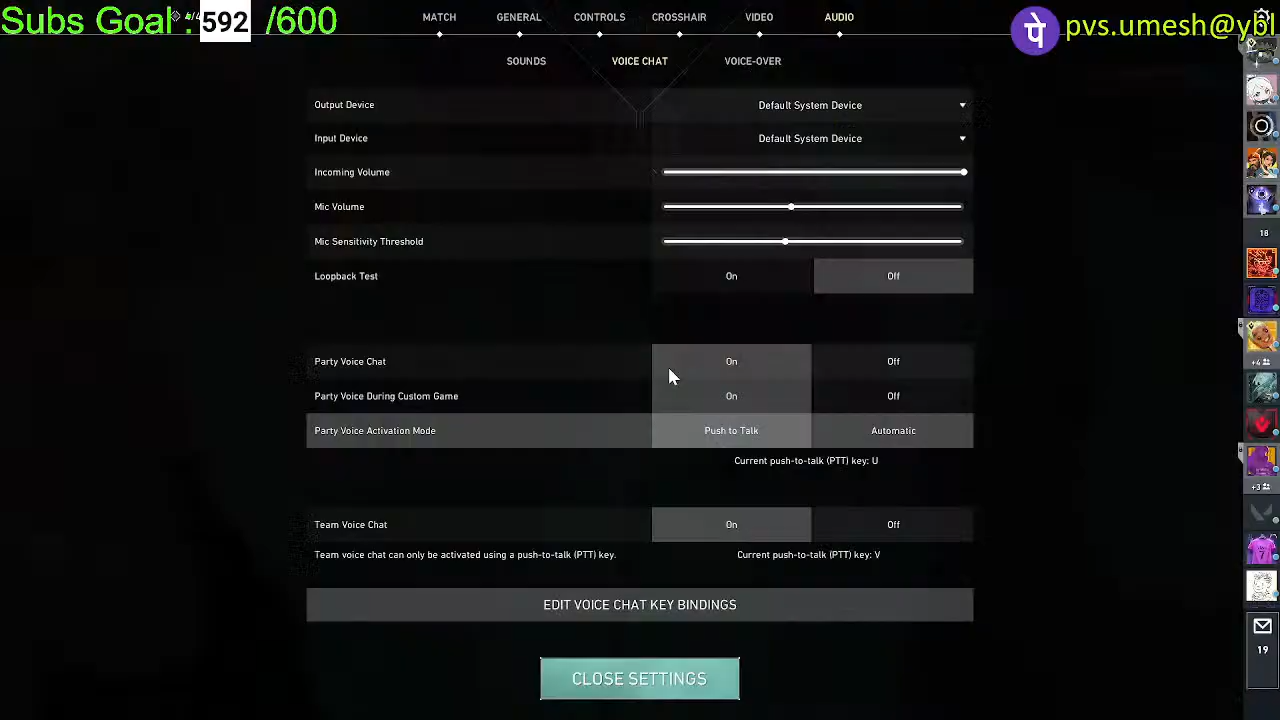 Subs Goal : 592 /600
MATCH GENERAL CONTROLS CROSSHAIR VIDEO AUDIO
पे pvs.umesh@ybl
SOUNDS VOICE CHAT VOICE-OVER
Output Device Default System Device
Input Device Default System Device
Incoming Volume
Mic Volume
Mic Sensitivity Threshold
Loopback Test On Off
Party Voice Chat On Off
Party Voice During Custom Game On Off
Party Voice Activation Mode Push to Talk Automatic
Current push-to-talk (PTT) key: U
Team Voice Chat On Off
Team voice chat can only be activated using a push-to-talk (PTT) key. Current push-to-talk (PTT) key: V
EDIT VOICE CHAT KEY BINDINGS
CLOSE SETTINGS
18
+4
+3
19